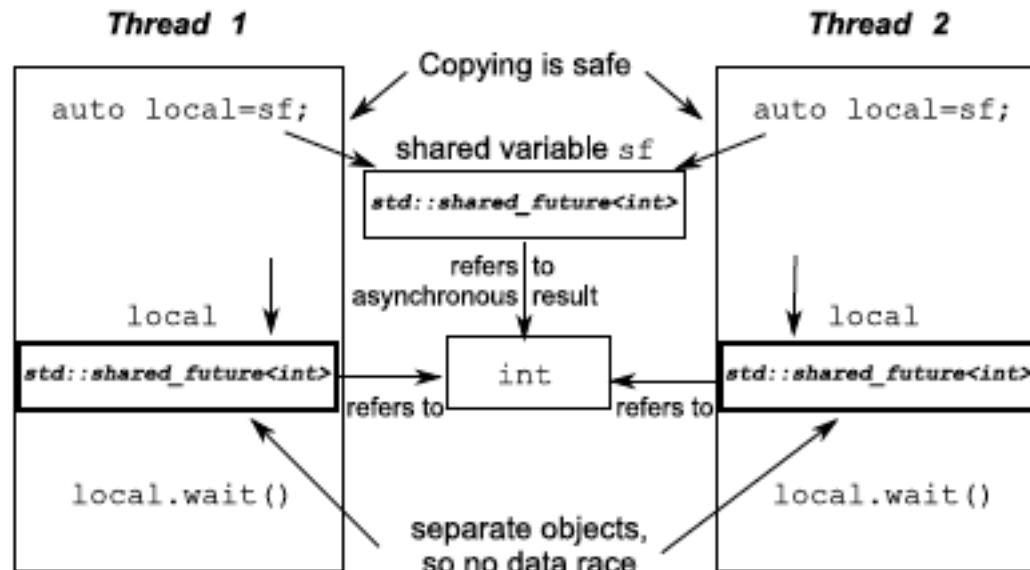 Thread 1
Thread 2
Copying is safe
auto local=sf;
auto local=sf;
shared variable sf
std::shared_future<int>
refers to
asynchronous result
local
local
std::shared_future<int>
int
std::shared_future<int>
refers to
refers to
local.wait()
local.wait()
separate objects,
so no data race